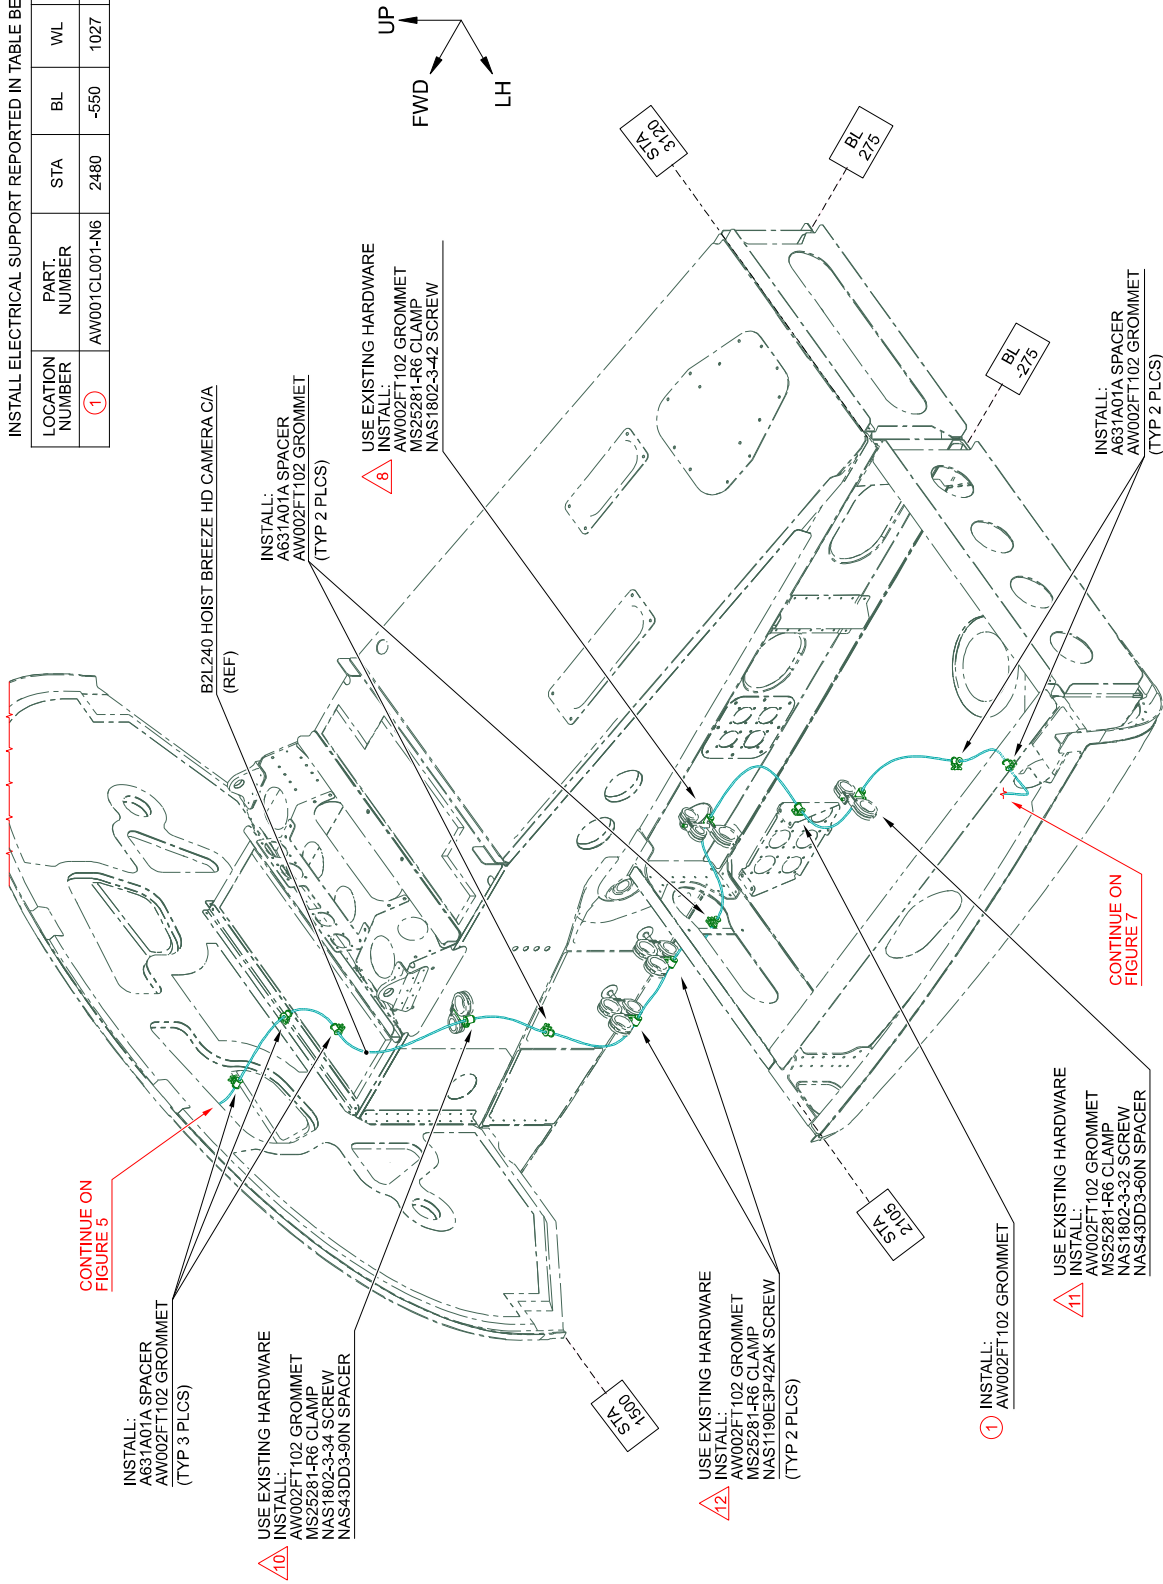 INSTALL ELECTRICAL SUPPORT REPORTED IN TABLE BE
LOCATION NUMBER
PART. NUMBER
STA
BL
WL
1
AW001CL001-N6
2480
-550
1027
UP
FWD
LH
CONTINUE ON
FIGURE 5
INSTALL:
A631A01A SPACER
AW002FT102 GROMMET
(TYP 3 PLCS)
10
USE EXISTING HARDWARE
INSTALL:
AW002FT102 GROMMET
MS25281-R6 CLAMP
NAS1802-3-34 SCREW
NAS43DD3-90N SPACER
B2L240 HOIST BREEZE HD CAMERA C/A
(REF)
INSTALL:
A631A01A SPACER
AW002FT102 GROMMET
(TYP 2 PLCS)
8
USE EXISTING HARDWARE
INSTALL:
AW002FT102 GROMMET
MS25281-R6 CLAMP
NAS1802-3-42 SCREW
STA
3120
BL
275
BL
-275
STA
1500
STA
2105
12
USE EXISTING HARDWARE
INSTALL:
AW002FT102 GROMMET
MS25281-R6 CLAMP
NAS1190E3P42AK SCREW
(TYP 2 PLCS)
1
INSTALL:
AW002FT102 GROMMET
11
USE EXISTING HARDWARE
INSTALL:
AW002FT102 GROMMET
MS25281-R6 CLAMP
NAS1802-3-32 SCREW
NAS43DD3-60N SPACER
CONTINUE ON
FIGURE 7
INSTALL:
A631A01A SPACER
AW002FT102 GROMMET
(TYP 2 PLCS)